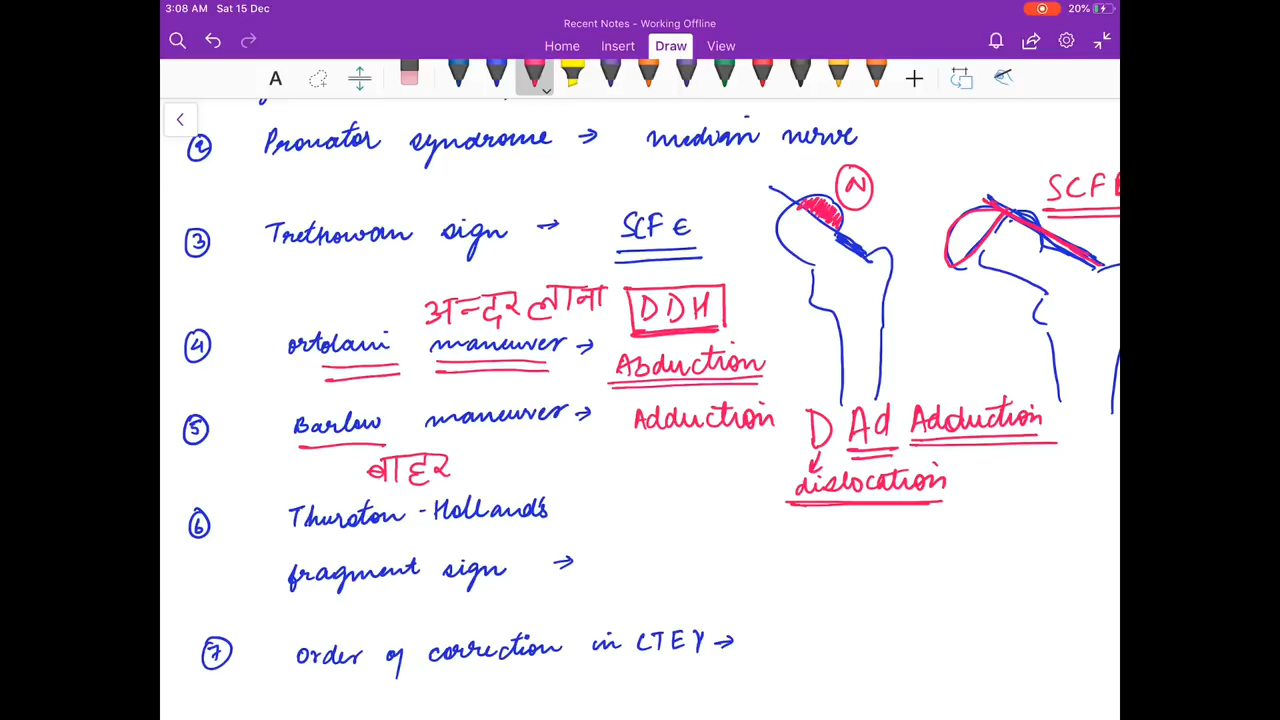 3:08 AM Sat 15 Dec
20%
Recent Notes - Working Offline
Home Insert Draw View
A
2 Pronator syndrome → median nerve
N
SCFE
3 Trethowan sign → SCFE
अन्दर लाना DDH
4 ortolani maneuver →
Abduction
5 Barlow maneuver → Adduction D Ad Adduction
बाहर
dislocation
6 Thurston-Hollands
fragment sign →
7 Order of correction in CTEV →